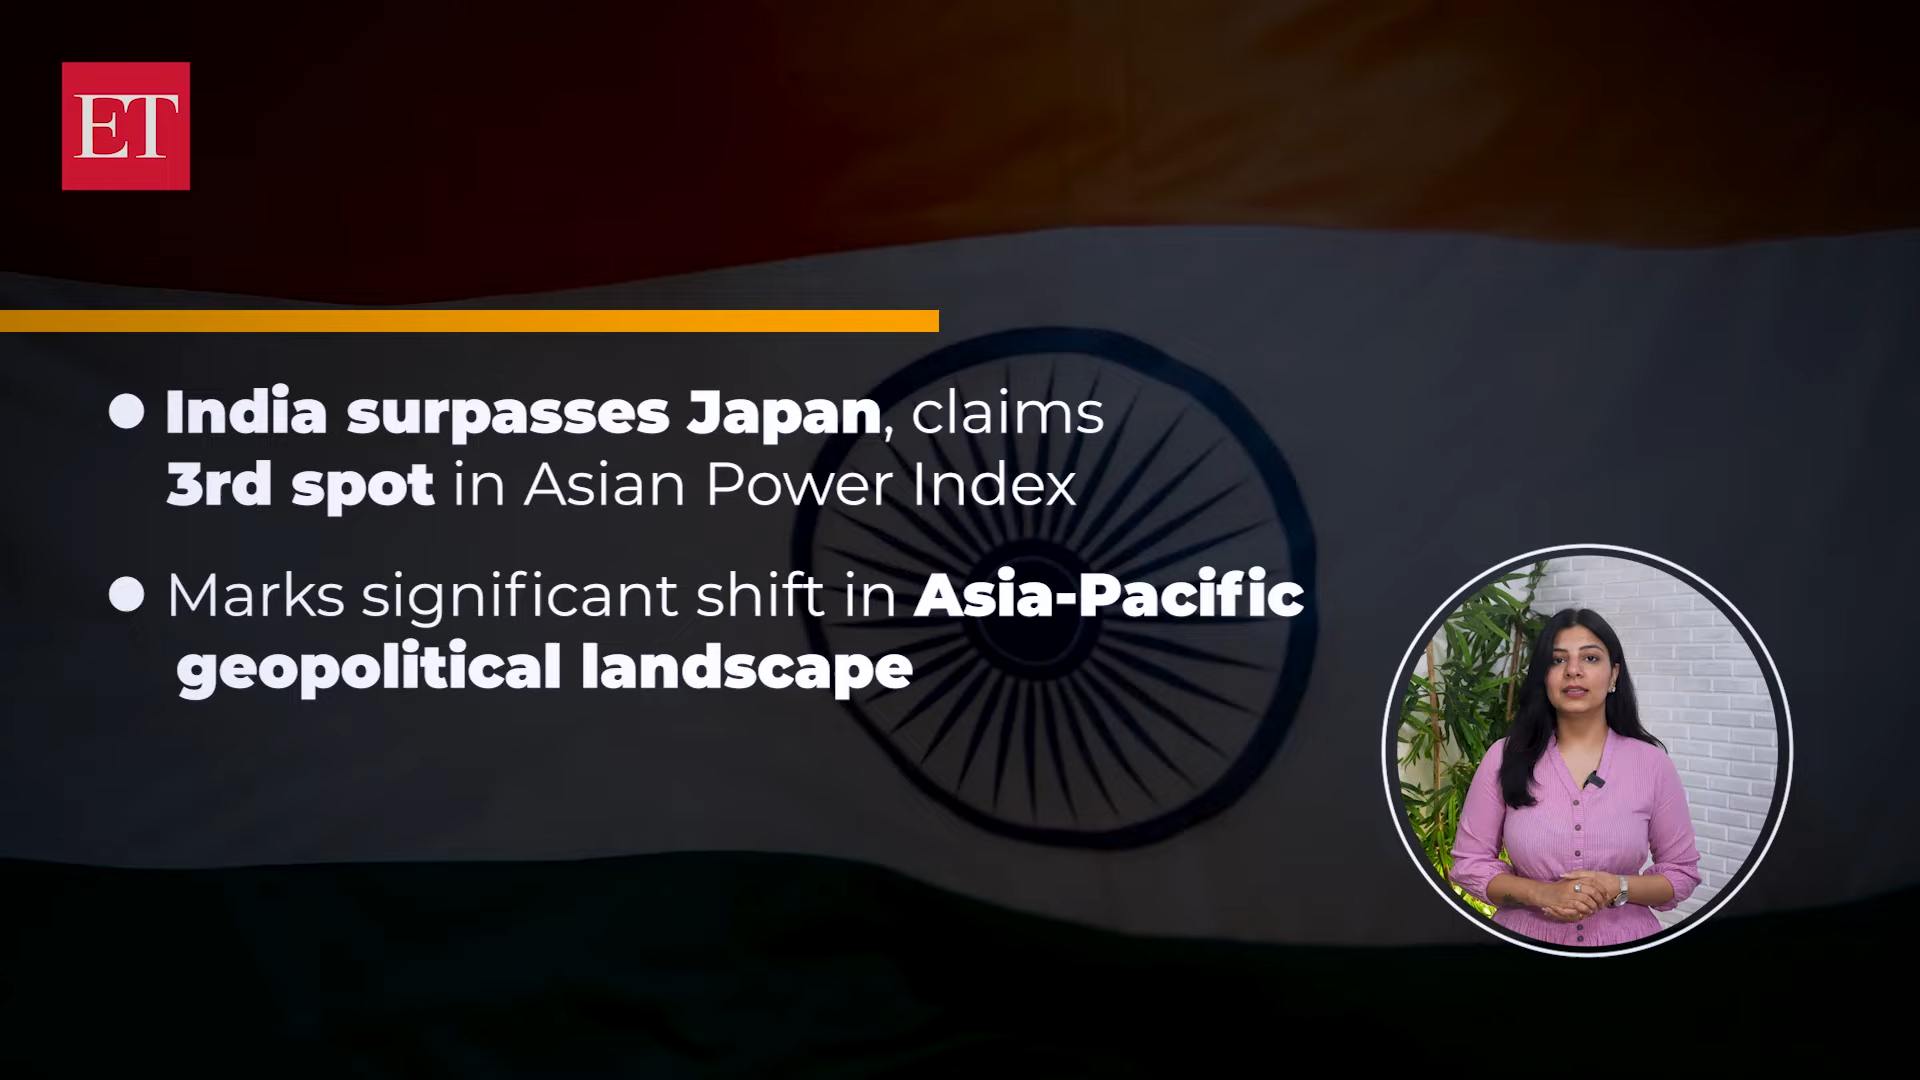 ET
India surpasses Japan, claims
3rd spot in Asian Power Index
Marks significant shift in Asia-Pacific
geopolitical landscape